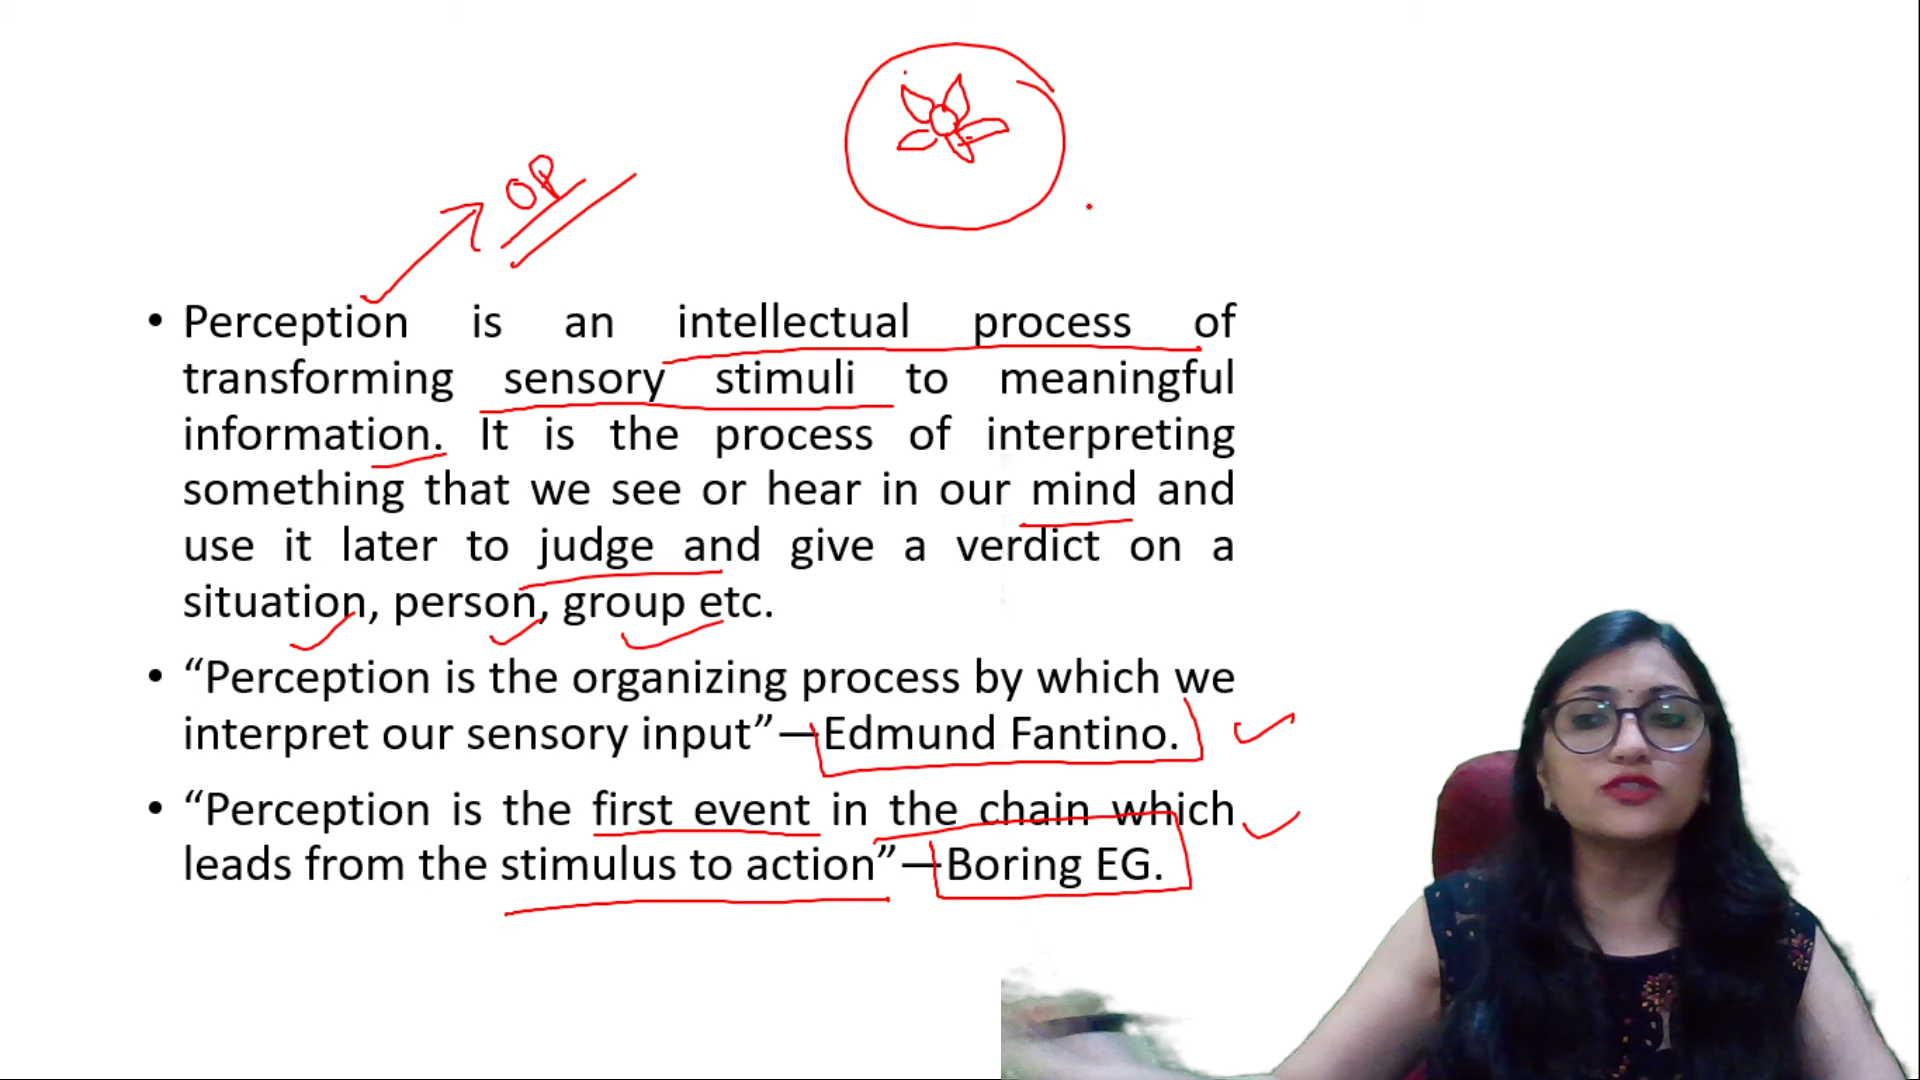 OP
• Perception is an intellectual process of
transforming sensory stimuli to meaningful
information. It is the process of interpreting
something that we see or hear in our mind and
use it later to judge and give a verdict on a
situation, person, group etc.
• “Perception is the organizing process by which we
interpret our sensory input”—Edmund Fantino.
• “Perception is the first event in the chain which
leads from the stimulus to action”—Boring EG.